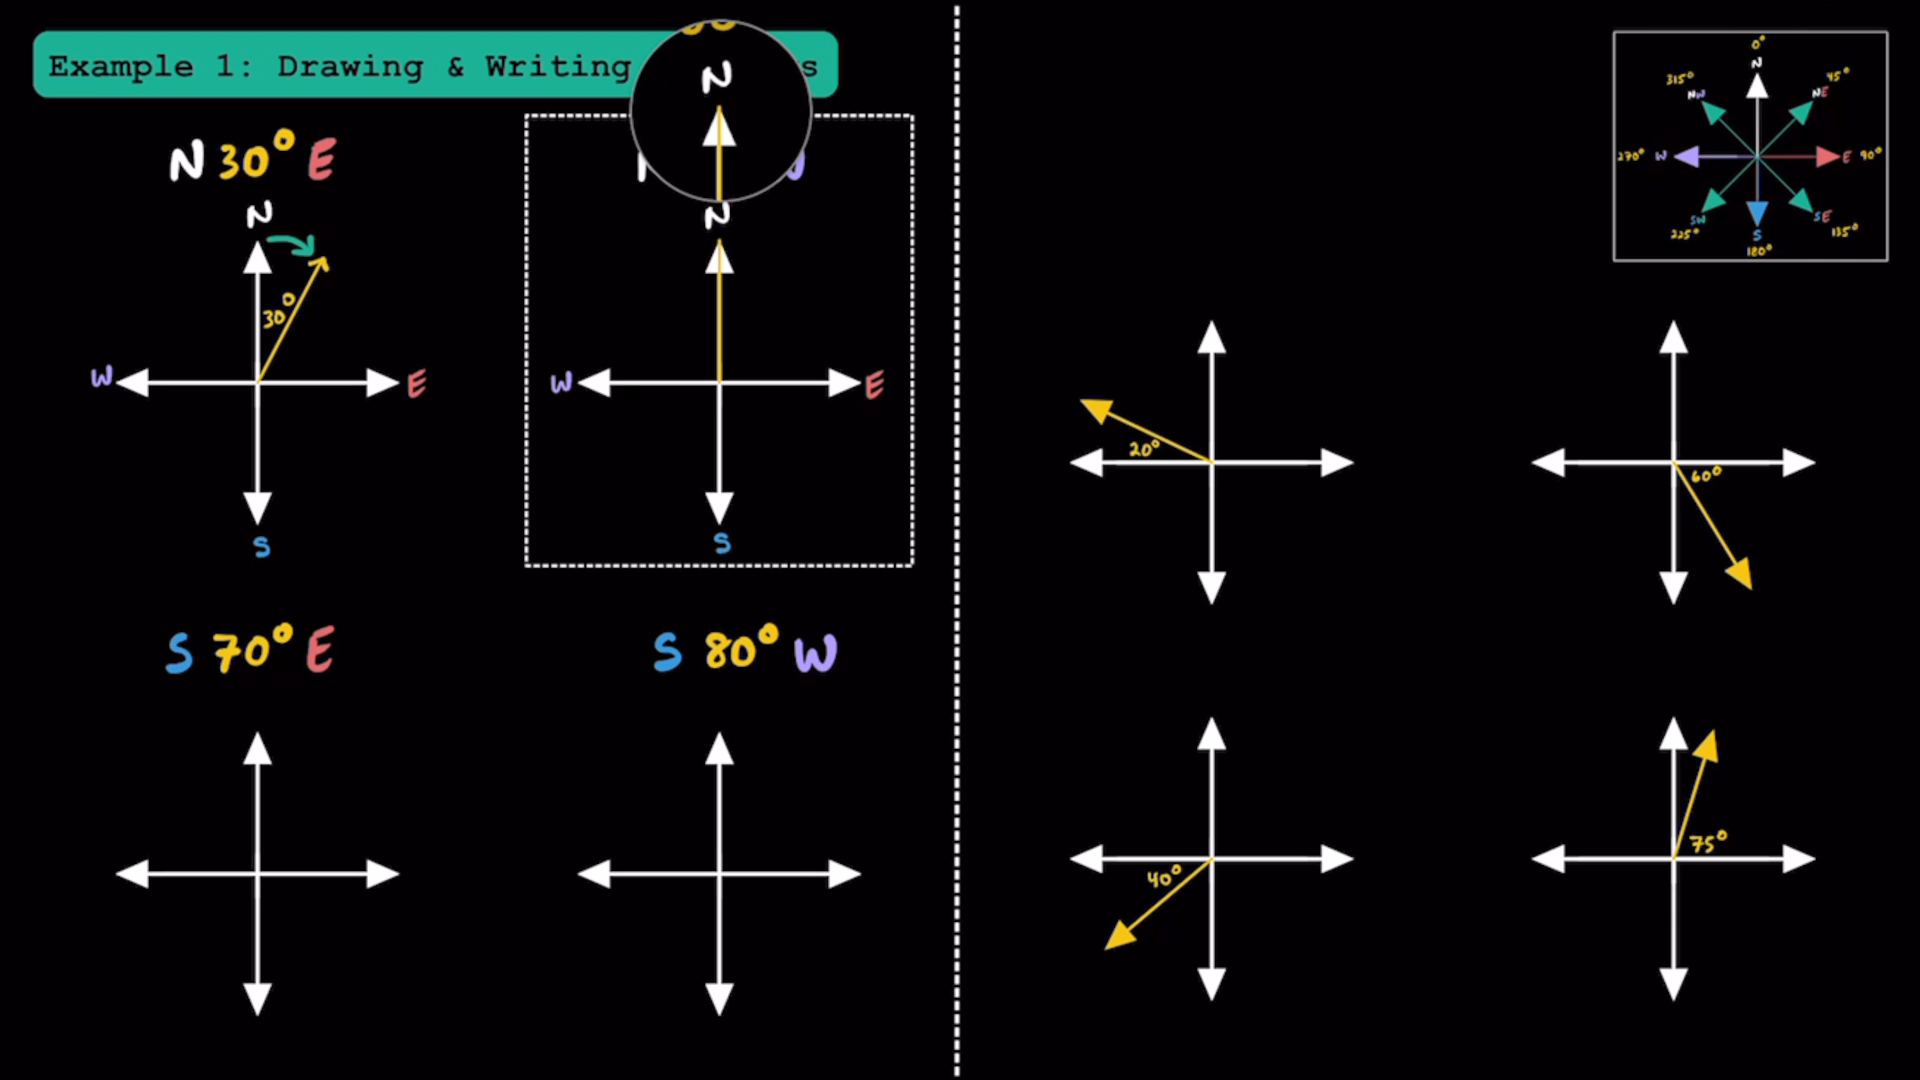 Example 1: Drawing & Writing
N 30° E
N
30°
W E
S
N
N
W E
S
S 70° E
S 80° W
0°
N
315° 45°
NW NE
270° W E 90°
SW SE
225° 135°
S
180°
20°
60°
40°
75°